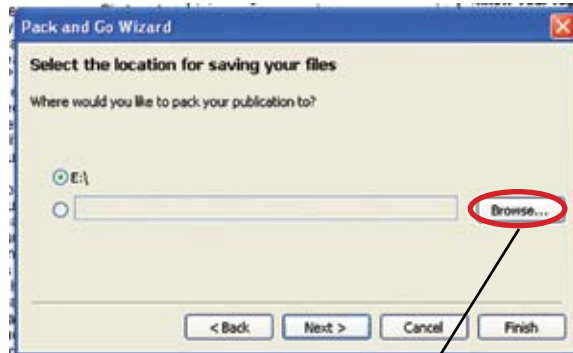 Pack and Go Wizard
Select the location for saving your files
Where would you like to pack your publication to?
E:\
Browse...
< Back Next > Cancel Finish